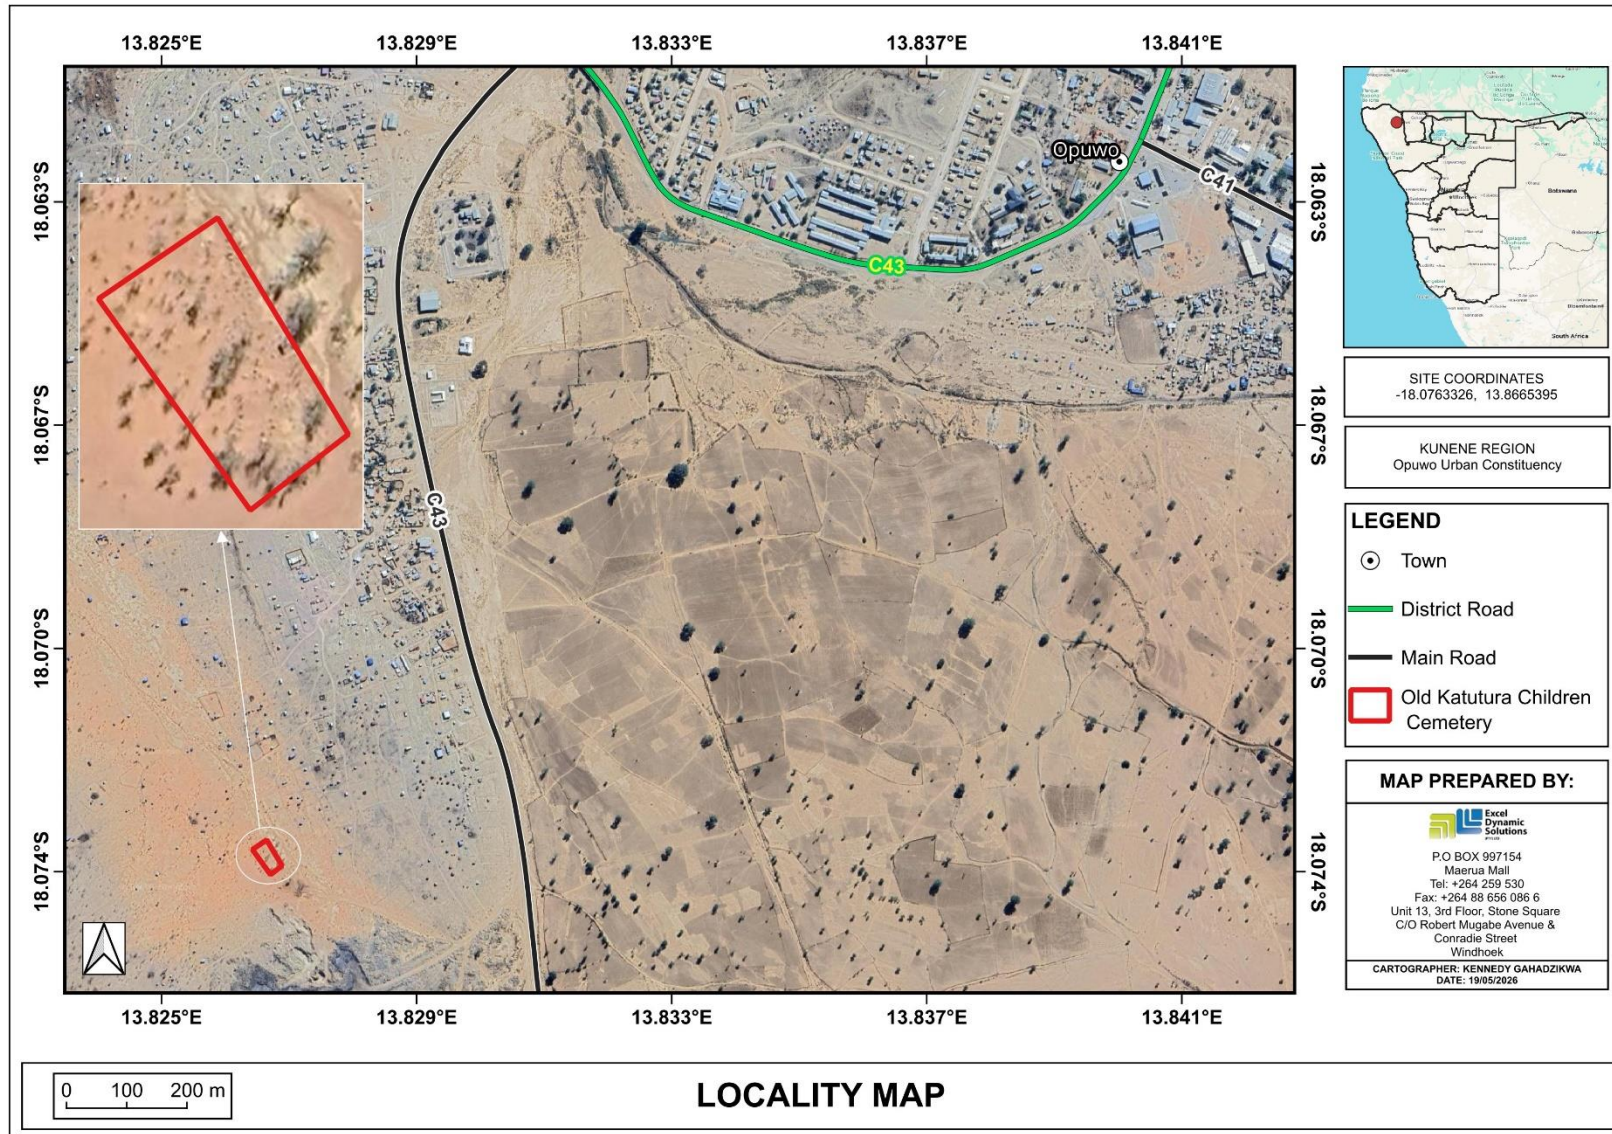 13.825°E 13.829°E 13.833°E 13.837°E 13.841°E
18.063°S
18.067°S
18.070°S
18.074°S
Opuwo
C41
C43
C43
18.063°S
18.067°S
18.070°S
18.074°S
13.825°E 13.829°E 13.833°E 13.837°E 13.841°E
Botswana
South Africa
SITE COORDINATES
-18.0763326, 13.8665395
KUNENE REGION
Opuwo Urban Constituency
LEGEND
Town
District Road
Main Road
Old Katutura Children
Cemetery
MAP PREPARED BY:
Excel
Dynamic
Solutions
P.O BOX 997154
Maerua Mall
Tel: +264 259 530
Fax: +264 88 656 086 6
Unit 13, 3rd Floor, Stone Square
C/O Robert Mugabe Avenue &
Conradie Street
Windhoek
CARTOGRAPHER: KENNEDY GAHADZIKWA
DATE: 19/05/2026
0 100 200 m
LOCALITY MAP